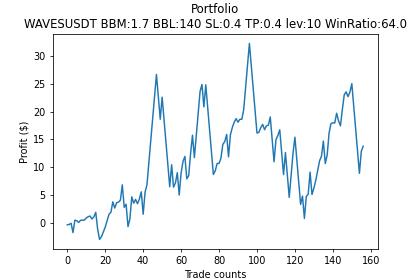 Portfolio
WAVESUSDT BBM:1.7 BBL:140 SL:0.4 TP:0.4 lev:10 WinRatio:64.0
Profit ($)
30
25
20
15
10
5
0
0 20 40 60 80 100 120 140 160
Trade counts